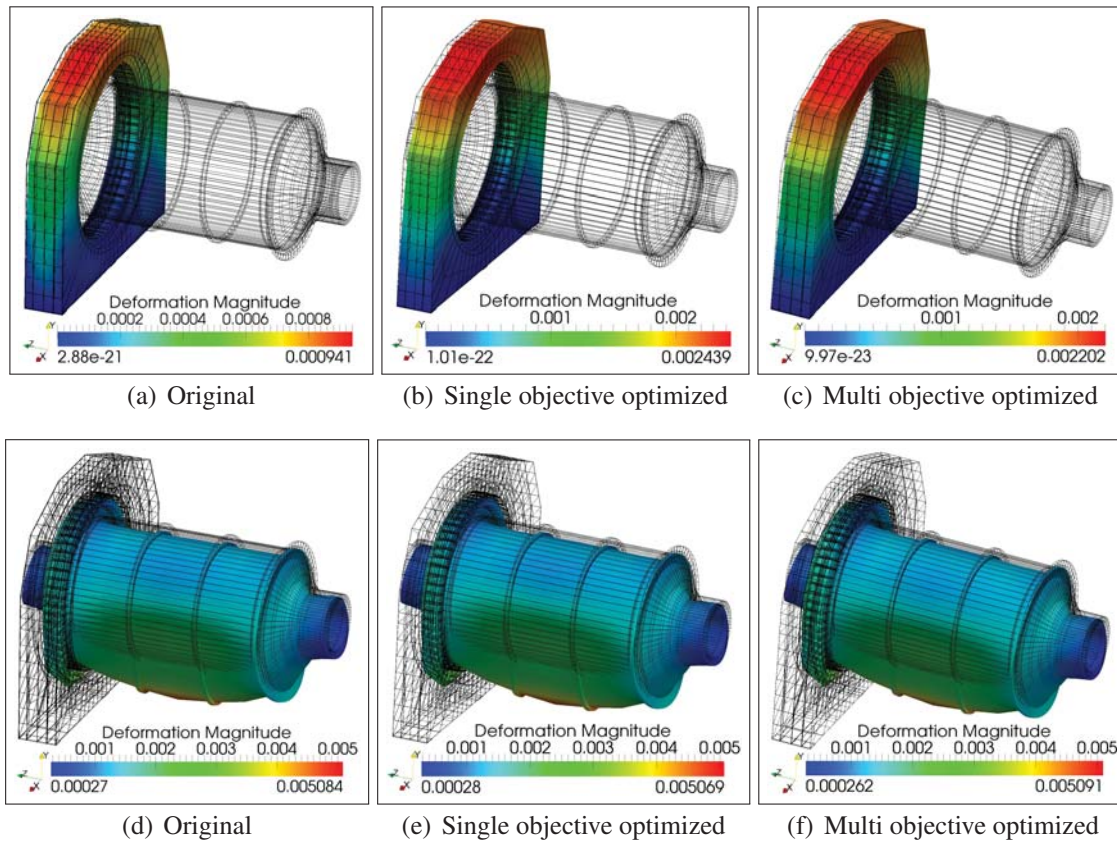 Deformation Magnitude
0.0002 0.0004 0.0006 0.0008
2.88e-21 0.000941
(a) Original
Deformation Magnitude
0.001 0.002
1.01e-22 0.002439
(b) Single objective optimized
Deformation Magnitude
0.001 0.002
9.97e-23 0.002202
(c) Multi objective optimized
Deformation Magnitude
0.001 0.002 0.003 0.004 0.005
0.00027 0.005084
(d) Original
Deformation Magnitude
0.001 0.002 0.003 0.004 0.005
0.00028 0.005069
(e) Single objective optimized
Deformation Magnitude
0.001 0.002 0.003 0.004 0.005
0.000262 0.005091
(f) Multi objective optimized